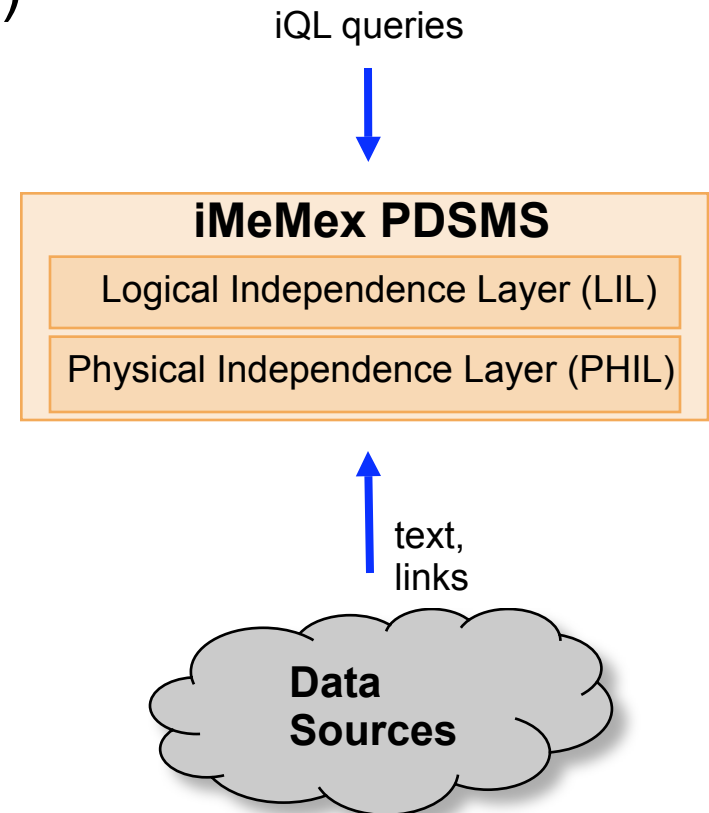 )
iQL queries
iMeMex PDSMS
Logical Independence Layer (LIL)
Physical Independence Layer (PHIL)
text,
links
Data
Sources